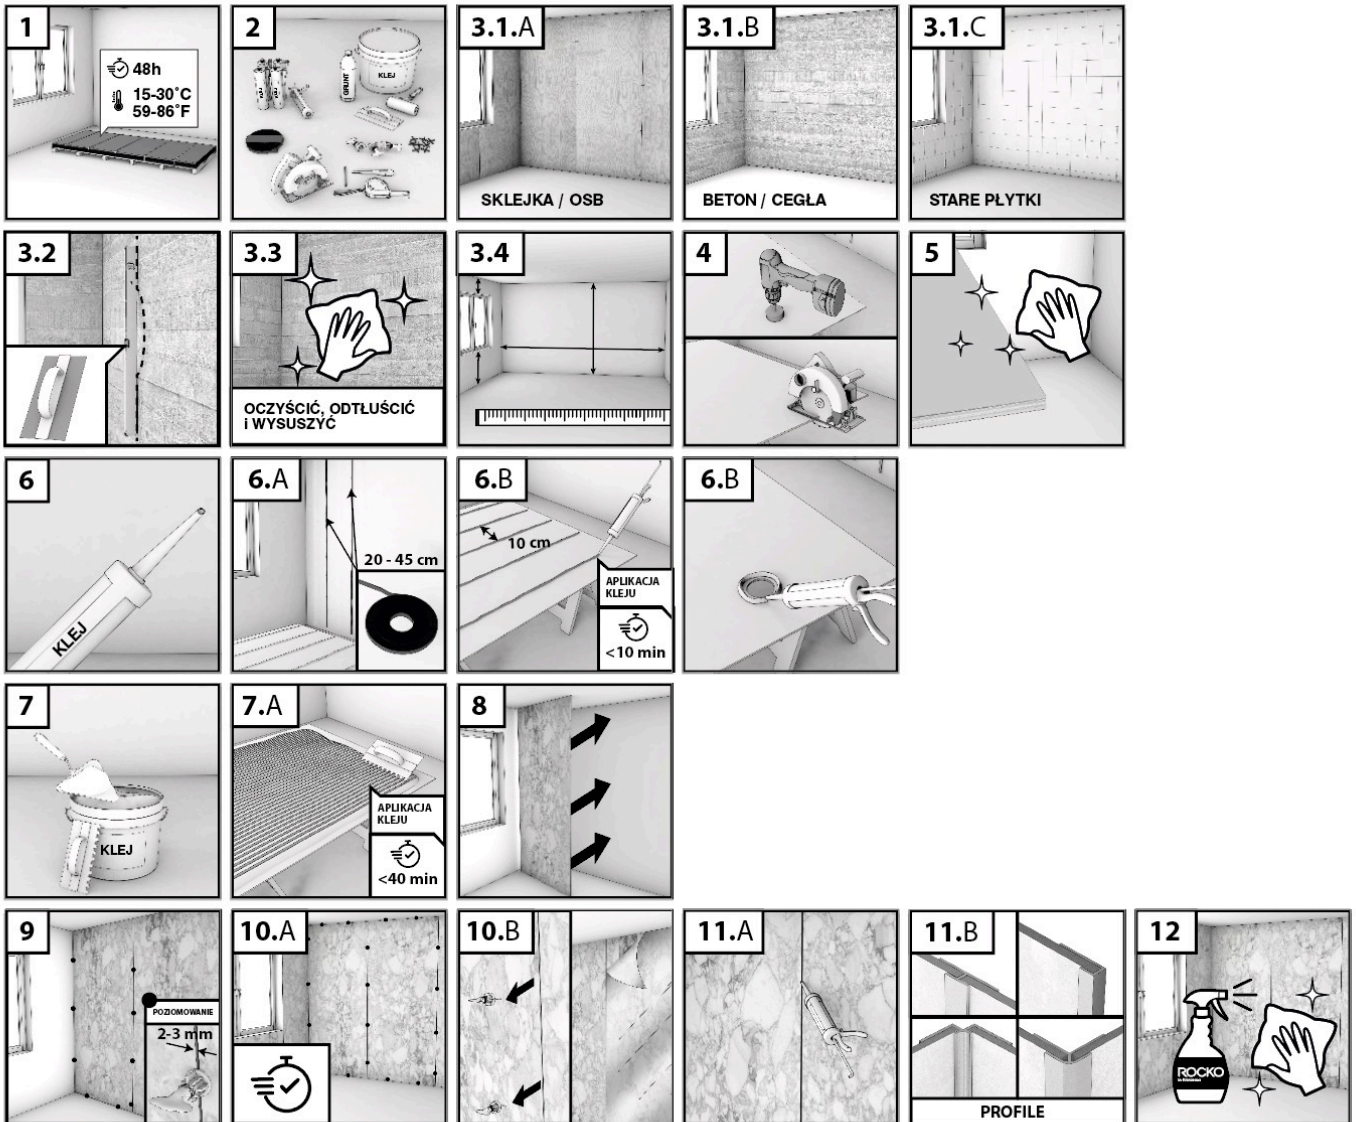 1
48h
15-30°C
59-86°F
2
KLEJ
GRUNT
3.1.A
SKLEJKA / OSB
3.1.B
BETON / CEGŁA
3.1.C
STARE PŁYTKI
3.2
3.3
OCZYŚCIĆ, ODTŁUŚCIĆ
i WYSUSZYĆ
3.4
4
5
6
KLEJ
6.A
20 - 45 cm
6.B
10 cm
APLIKACJA
KLEJU
<10 min
6.B
7
KLEJ
7.A
APLIKACJA
KLEJU
<40 min
8
9
POZIOMOWANIE
2-3 mm
10.A
10.B
11.A
11.B
PROFILE
12
ROCKO